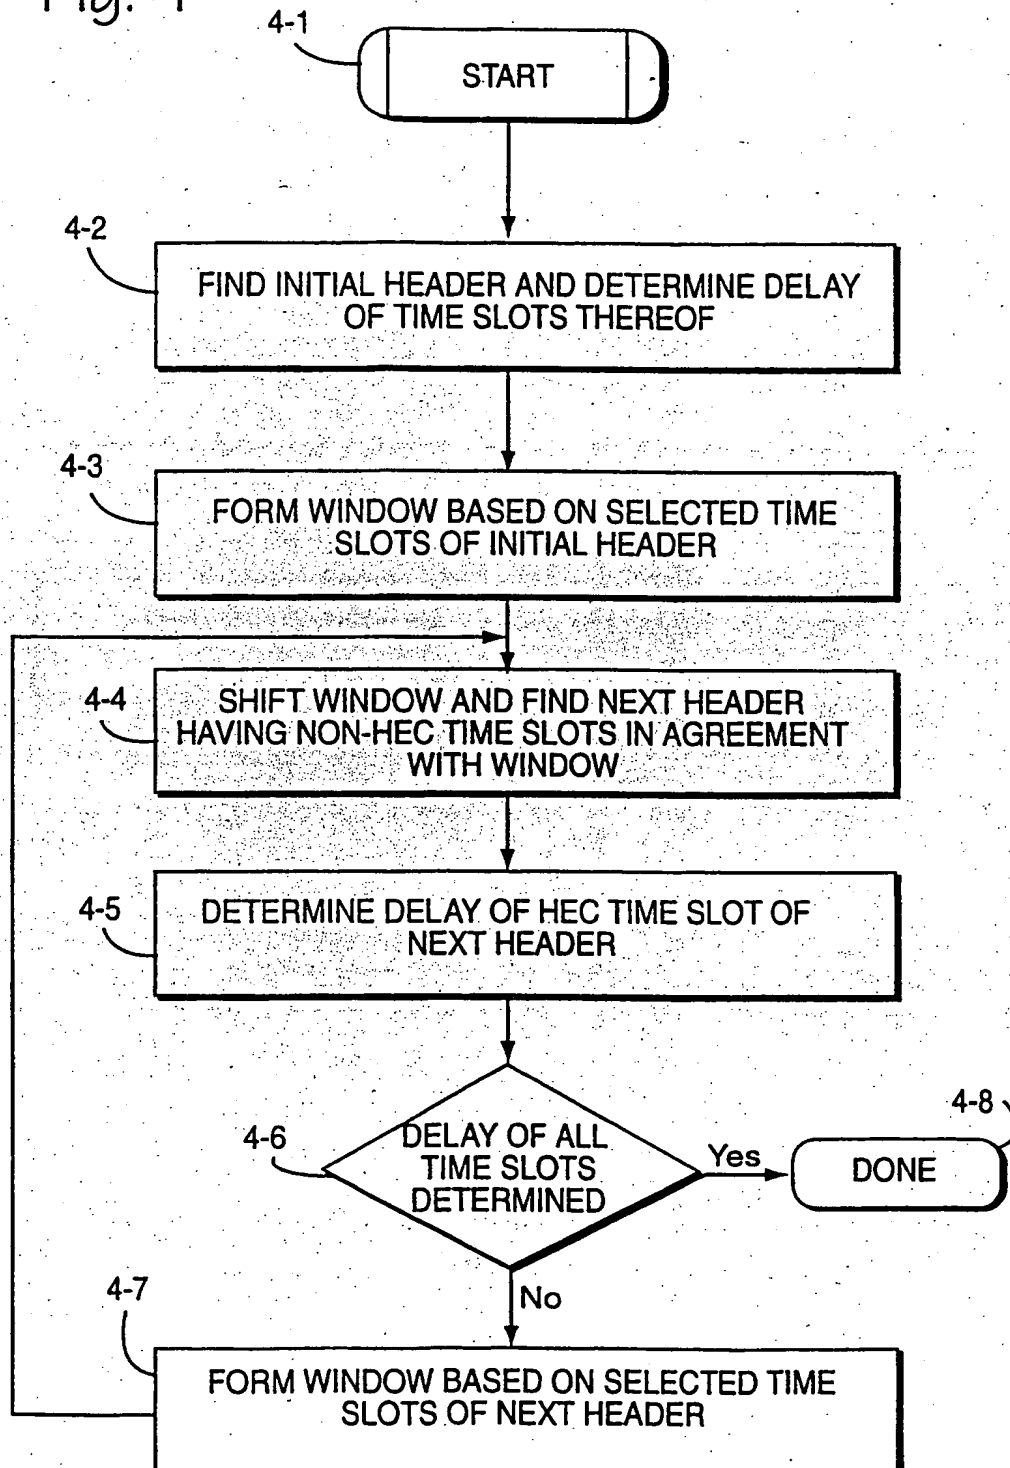 Fig. 4
4-1
START
4-2
FIND INITIAL HEADER AND DETERMINE DELAY
OF TIME SLOTS THEREOF
4-3
FORM WINDOW BASED ON SELECTED TIME
SLOTS OF INITIAL HEADER
4-4
SHIFT WINDOW AND FIND NEXT HEADER
HAVING NON-HEC TIME SLOTS IN AGREEMENT
WITH WINDOW
4-5
DETERMINE DELAY OF HEC TIME SLOT OF
NEXT HEADER
4-6
DELAY OF ALL
TIME SLOTS
DETERMINED
Yes
4-8
DONE
No
4-7
FORM WINDOW BASED ON SELECTED TIME
SLOTS OF NEXT HEADER